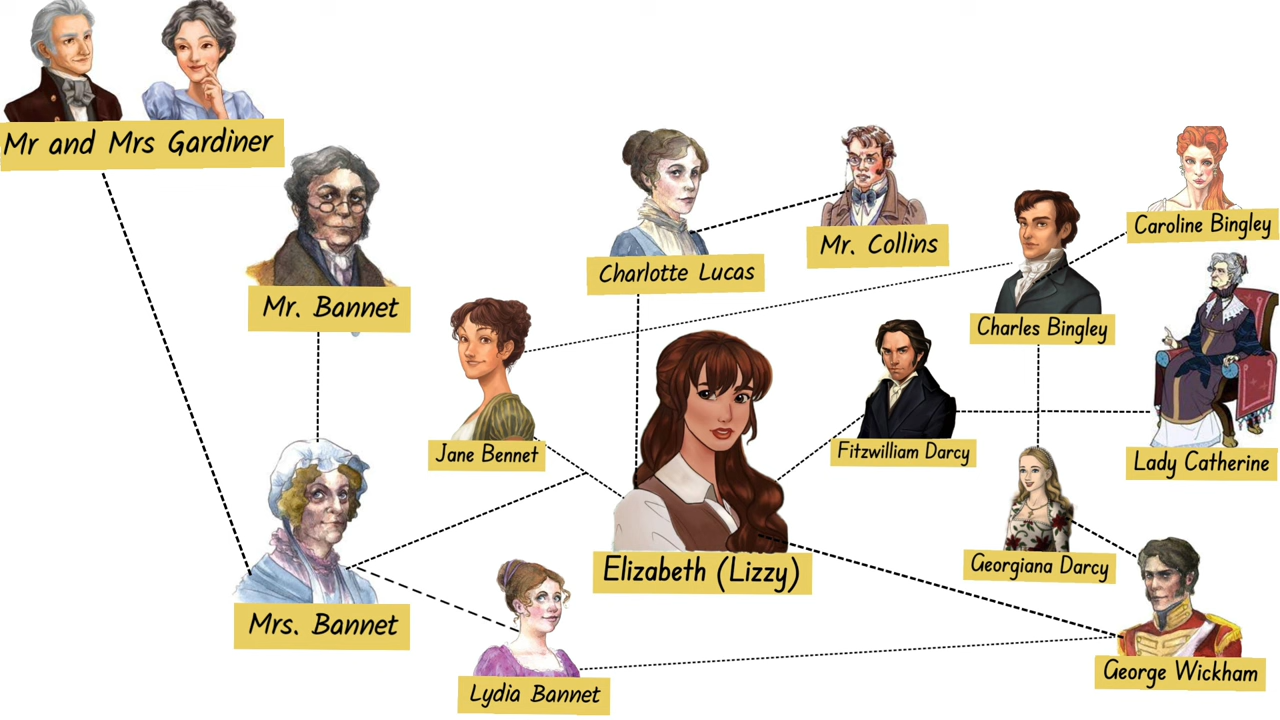 Mr and Mrs Gardiner
Mr. Bannet
Charlotte Lucas
Mr. Collins
Caroline Bingley
Charles Bingley
Jane Bennet
Fitzwilliam Darcy
Lady Catherine
Elizabeth (Lizzy)
Georgiana Darcy
Mrs. Bannet
Lydia Bannet
George Wickham